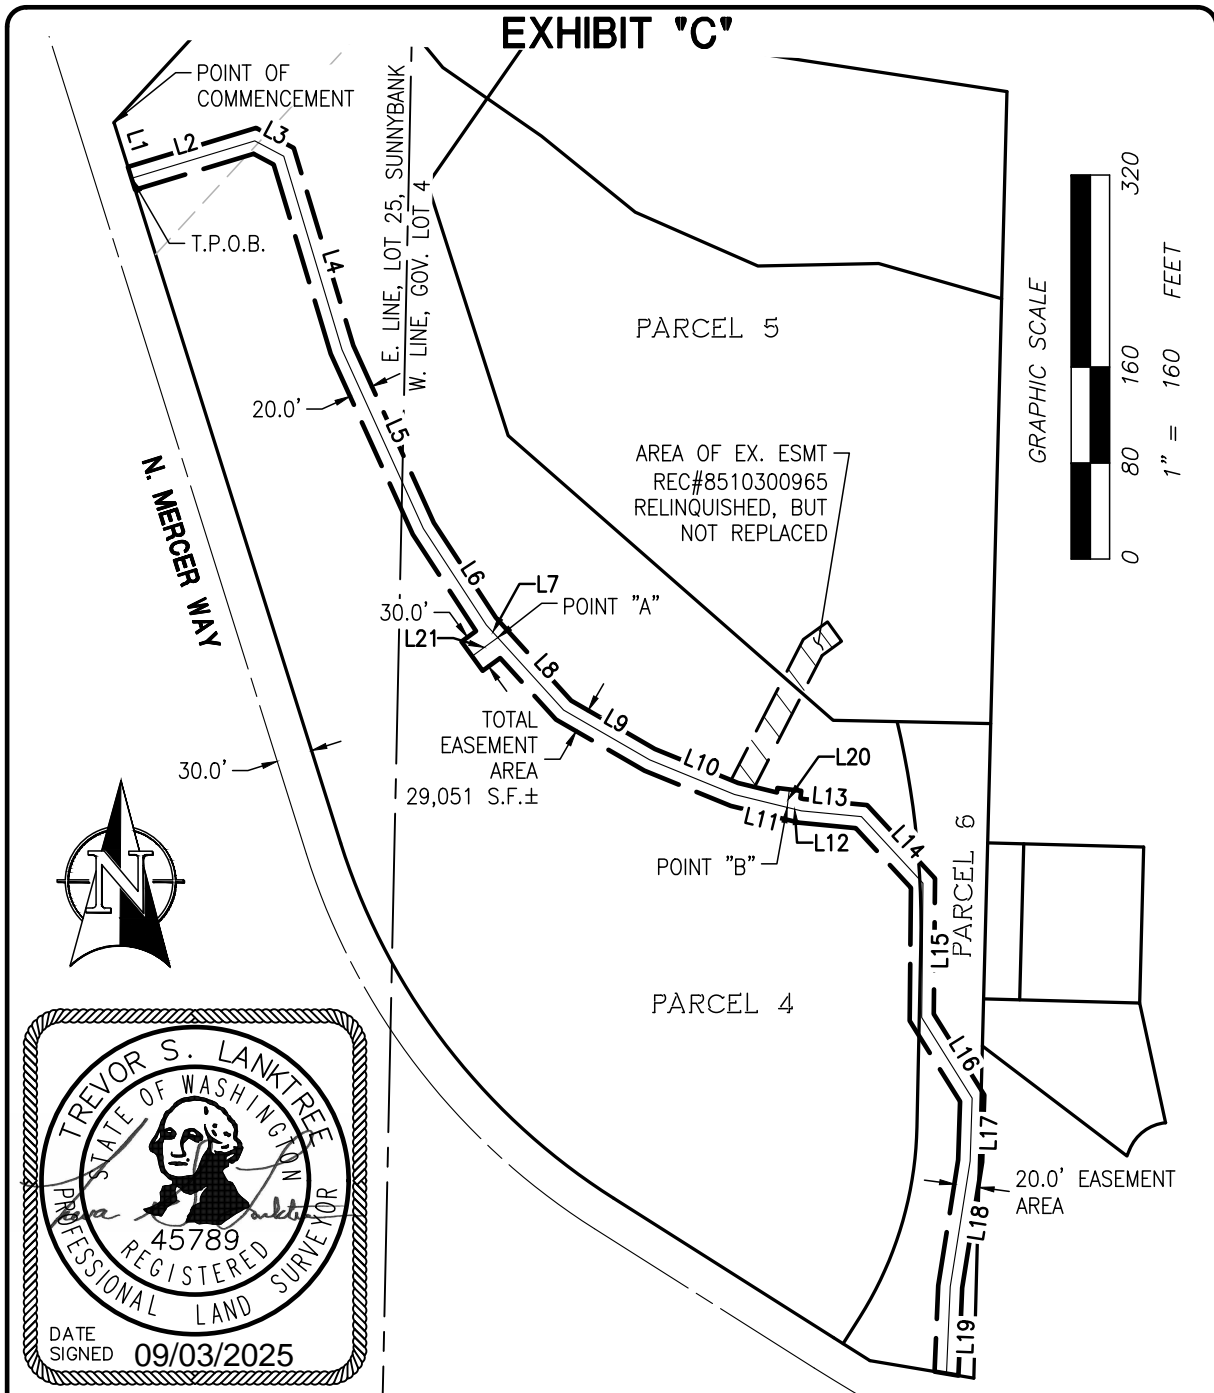 EXHIBIT "C"
POINT OF
COMMENCEMENT
L1
L2
L3
T.P.O.B.
L4
E. LINE, LOT 25, SUNNYBANK
W. LINE, GOV. LOT 4
20.0'
L5
PARCEL 5
GRAPHIC SCALE
0
80
160
320
1" = 160 FEET
AREA OF EX. ESMT
REC#8510300965
RELINQUISHED, BUT
NOT REPLACED
N. MERCER WAY
L6
L7
POINT "A"
30.0'
L21
L8
L9
TOTAL
EASEMENT
AREA
29,051 S.F.±
30.0'
L10
L20
L11
L13
L12
POINT "B"
L14
PARCEL 6
L15
PARCEL 4
L16
L17
20.0' EASEMENT
AREA
L18
L19
N
TREVOR S. LANKTREE
STATE OF WASHINGTON
45789
REGISTERED
PROFESSIONAL LAND SURVEYOR
DATE
SIGNED 09/03/2025